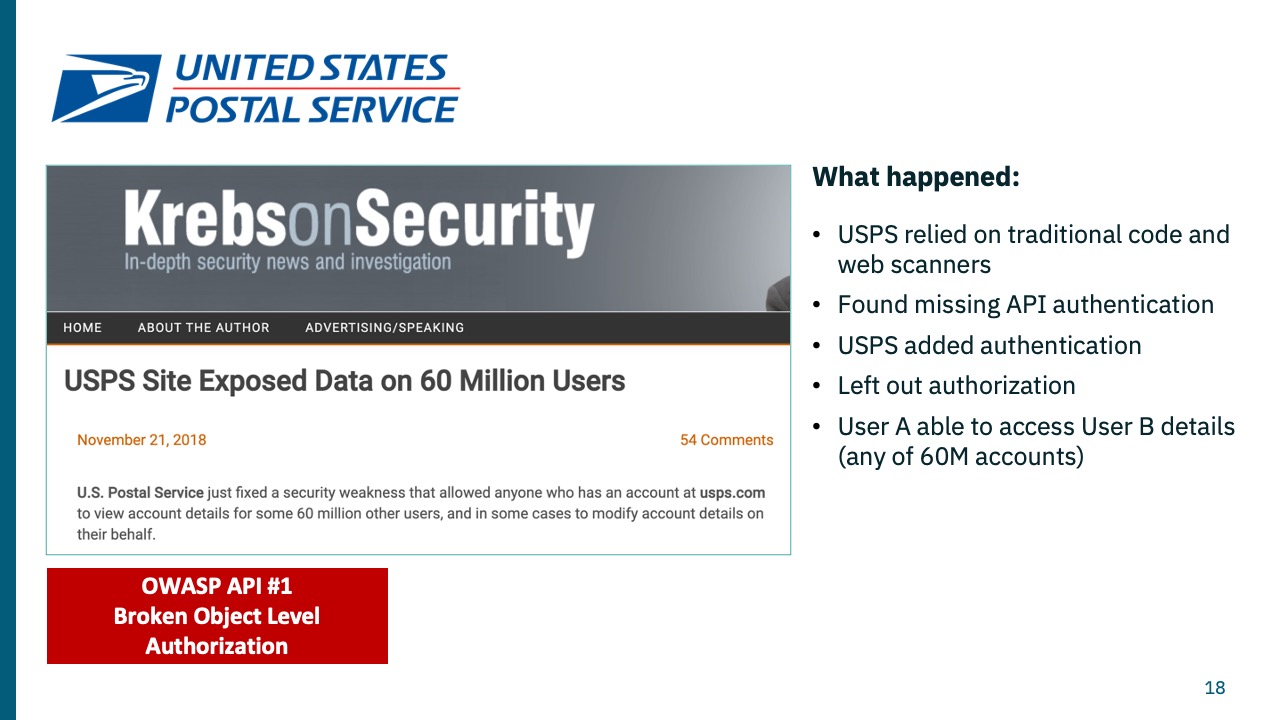 UNITED STATES
POSTAL SERVICE
KrebsonSecurity
In-depth security news and investigation
HOME ABOUT THE AUTHOR ADVERTISING/SPEAKING
USPS Site Exposed Data on 60 Million Users
November 21, 2018 54 Comments
U.S. Postal Service just fixed a security weakness that allowed anyone who has an account at usps.com
to view account details for some 60 million other users, and in some cases to modify account details on
their behalf.
OWASP API #1
Broken Object Level
Authorization
What happened:
• USPS relied on traditional code and
web scanners
• Found missing API authentication
• USPS added authentication
• Left out authorization
• User A able to access User B details
(any of 60M accounts)
18